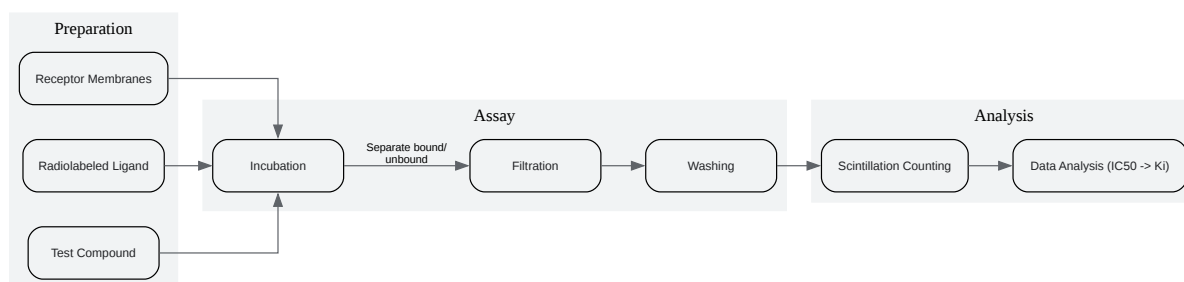 Preparation
Receptor Membranes
Radiolabeled Ligand
Test Compound
Assay
Incubation
Separate bound/
unbound
Filtration
Washing
Analysis
Scintillation Counting
Data Analysis (IC50 -> Ki)